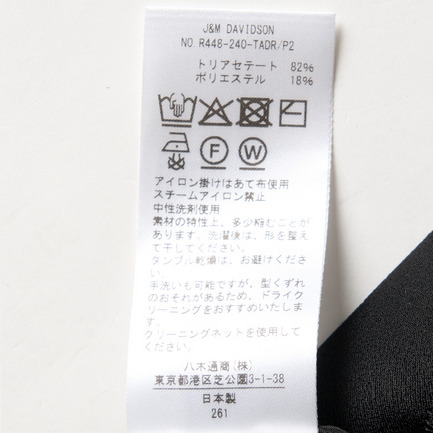 J&M DAVIDSON
NO R448-240-TADR/P2
トリアセテート 82%
ポリエステル 18%
F W
アイロン掛けはあて布使用
スチームアイロン禁止
中性洗剤使用
素材の特性上、多少縮むことが
あります。洗濯後は、形を整え
て干してください。
タンブル乾燥は、お避けくださ
い。
手洗いも可能ですが、型くずれ
のおそれがあるため、ドライク
リーニングをおすすめいたしま
す。
クリーニングネットを使用して
ください。
八木通商(株)
東京都港区芝公園3-1-38
日本製
261